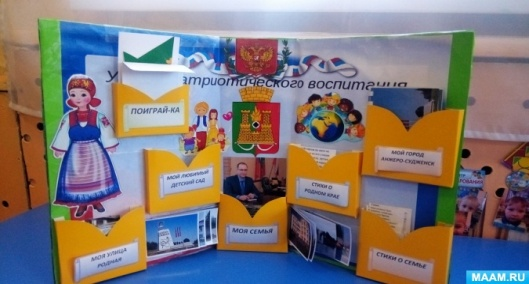 патриотического воспитания
ПОИГРАЙ-КА
МОЙ ГОРОД
АНЖЕРО-СУДЖЕНСК
МОЙ ЛЮБИМЫЙ
ДЕТСКИЙ САД
СТИХИ О
РОДНОМ КРАЕ
МОЯ УЛИЦА
РОДНАЯ
МОЯ СЕМЬЯ
СТИХИ О СЕМЬЕ
MAAM.RU